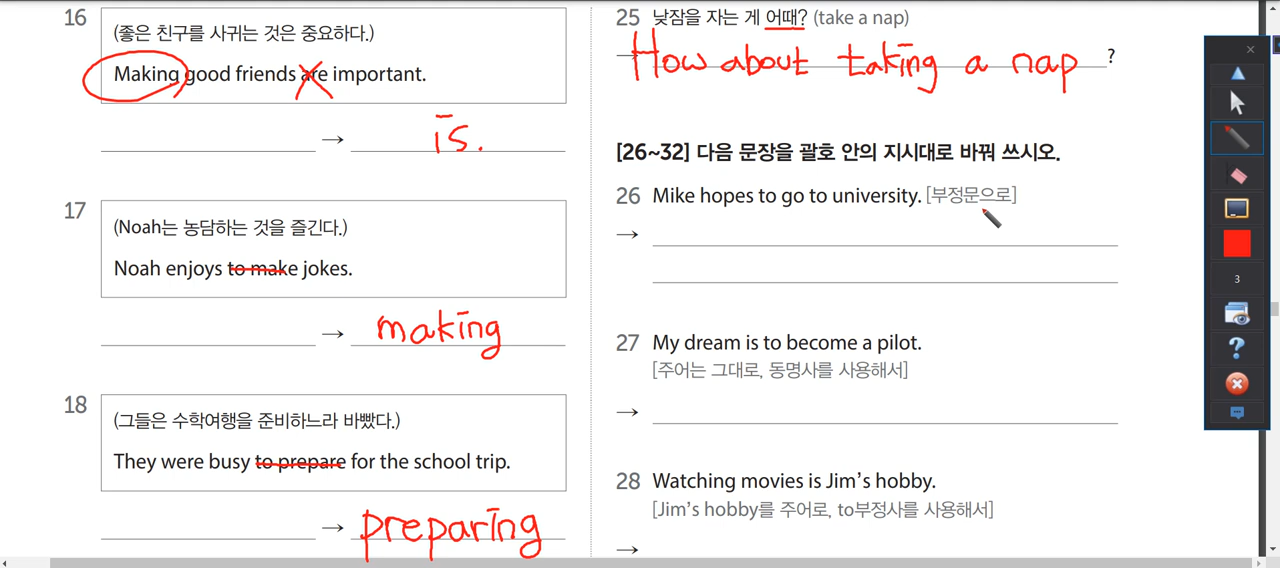 16
(좋은 친구를 사귀는 것은 중요하다.)
Making good friends are important.
→ is.
17
(Noah는 농담하는 것을 즐긴다.)
Noah enjoys to make jokes.
→ making
18
(그들은 수학여행을 준비하느라 바빴다.)
They were busy to prepare for the school trip.
→ preparing
25 낮잠을 자는 게 어때? (take a nap)
→ How about taking a nap ?
[26~32] 다음 문장을 괄호 안의 지시대로 바꿔 쓰시오.
26 Mike hopes to go to university. [부정문으로]
→
27 My dream is to become a pilot.
[주어는 그대로, 동명사를 사용해서]
→
28 Watching movies is Jim's hobby.
[Jim's hobby를 주어로, to부정사를 사용해서]
→
3